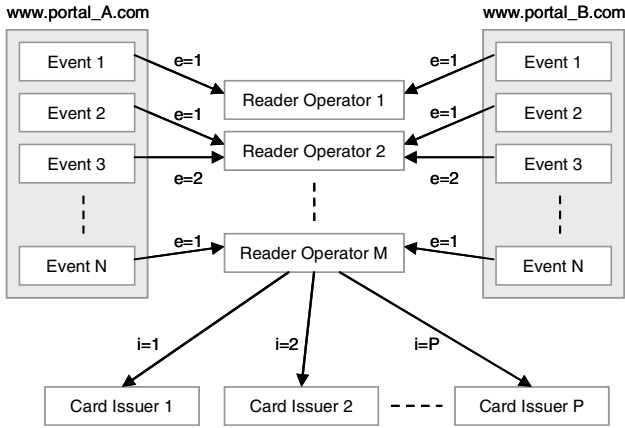 www.portal_A.com www.portal_B.com
Event 1 e=1 e=1 Event 1
Reader Operator 1
Event 2 e=1 e=1 Event 2
Reader Operator 2
Event 3 e=2 e=2 Event 3
Event N e=1 Reader Operator M e=1 Event N
i=1 i=2 i=P
Card Issuer 1 Card Issuer 2 Card Issuer P